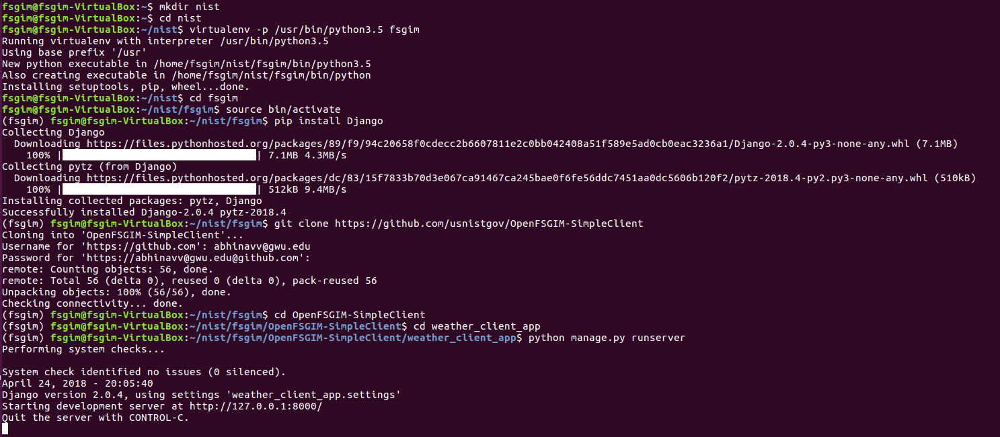 fsgim@fsgim-VirtualBox:~$ mkdir nist
fsgim@fsgim-VirtualBox:~$ cd nist
fsgim@fsgim-VirtualBox:~/nist$ virtualenv -p /usr/bin/python3.5 fsgim
Running virtualenv with interpreter /usr/bin/python3.5
Using base prefix '/usr'
New python executable in /home/fsgim/nist/fsgim/bin/python3.5
Also creating executable in /home/fsgim/nist/fsgim/bin/python
Installing setuptools, pip, wheel...done.
fsgim@fsgim-VirtualBox:~/nist$ cd fsgim
fsgim@fsgim-VirtualBox:~/nist/fsgim$ source bin/activate
(fsgim) fsgim@fsgim-VirtualBox:~/nist/fsgim$ pip install Django
Collecting Django
  Downloading https://files.pythonhosted.org/packages/89/f9/94c20658f0cdecc2b6607811e2c0bb042408a51f589e5ad0cb0eac3236a1/Django-2.0.4-py3-none-any.whl (7.1MB)
    100% || 7.1MB 4.3MB/s
Collecting pytz (from Django)
  Downloading https://files.pythonhosted.org/packages/dc/83/15f7833b70d3e067ca91467ca245bae0f6fe56ddc7451aa0dc5606b120f2/pytz-2018.4-py2.py3-none-any.whl (510kB)
    100% || 512kB 9.4MB/s
Installing collected packages: pytz, Django
Successfully installed Django-2.0.4 pytz-2018.4
(fsgim) fsgim@fsgim-VirtualBox:~/nist/fsgim$ git clone https://github.com/usnistgov/OpenFSGIM-SimpleClient
Cloning into 'OpenFSGIM-SimpleClient'...
Username for 'https://github.com': abhinavv@gwu.edu
Password for 'https://abhinavv@gwu.edu@github.com':
remote: Counting objects: 56, done.
remote: Total 56 (delta 0), reused 0 (delta 0), pack-reused 56
Unpacking objects: 100% (56/56), done.
Checking connectivity... done.
(fsgim) fsgim@fsgim-VirtualBox:~/nist/fsgim$ cd OpenFSGIM-SimpleClient
(fsgim) fsgim@fsgim-VirtualBox:~/nist/fsgim/OpenFSGIM-SimpleClient$ cd weather_client_app
(fsgim) fsgim@fsgim-VirtualBox:~/nist/fsgim/OpenFSGIM-SimpleClient/weather_client_app$ python manage.py runserver
Performing system checks...

System check identified no issues (0 silenced).
April 24, 2018 - 20:05:40
Django version 2.0.4, using settings 'weather_client_app.settings'
Starting development server at http://127.0.0.1:8000/
Quit the server with CONTROL-C.